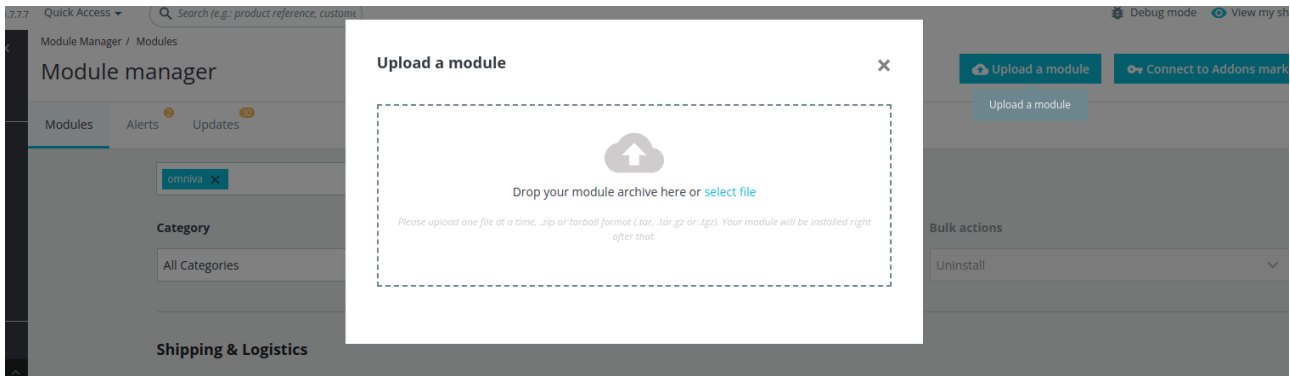 1.7.7.7 Quick Access Search (e.g.: product reference, custome Debug mode View my sh
Module Manager / Modules
Module manager
Upload a module
Upload a module
Connect to Addons mark
Upload a module
Modules Alerts 2 Updates 30
Drop your module archive here or select file
omniva
Please upload one file at a time, .zip or tarball format (.tar, .tar.gz or .tgz). Your module will be installed right
after that.
Category
Bulk actions
All Categories
Uninstall
Shipping & Logistics